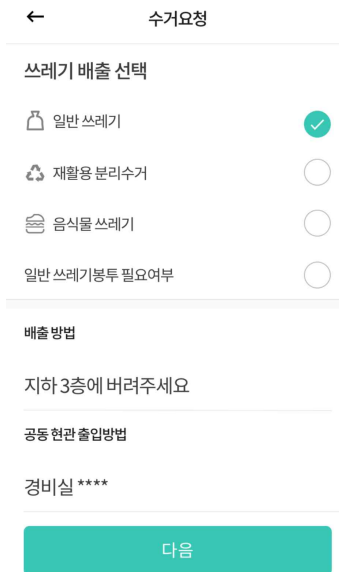 수거요청
쓰레기 배출 선택
일반 쓰레기
재활용 분리수거
음식물 쓰레기
일반 쓰레기봉투 필요여부
배출 방법
지하 3층에 버려주세요
공동 현관 출입방법
경비실 ****
다음